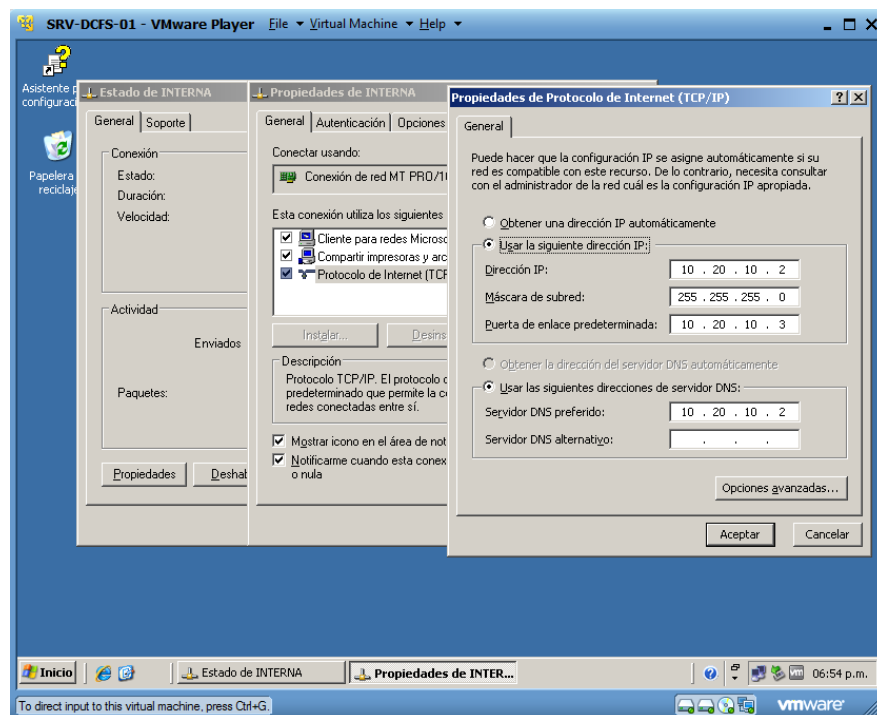 SRV-DCFS-01 - VMware Player File Virtual Machine Help
Asistente p
configuraci
Papelera
reciclaje
Estado de INTERNA
General Soporte
Conexión
Estado:
Duración:
Velocidad:
Actividad
Enviados
Paquetes:
Propiedades Deshab
Propiedades de INTERNA
General Autenticación Opciones
Conectar usando:
Conexión de red MT PRO/10
Esta conexión utiliza los siguientes
Cliente para redes Microso
Compartir impresoras y arc
Protocolo de Internet (TCP
Instalar... Desins
Descripción
Protocolo TCP/IP. El protocolo d
predeterminado que permite la co
redes conectadas entre sí.
Mostrar icono en el área de not
Notificarme cuando esta conex
o nula
Propiedades de Protocolo de Internet (TCP/IP)
General
Puede hacer que la configuración IP se asigne automáticamente si su
red es compatible con este recurso. De lo contrario, necesita consultar
con el administrador de la red cuál es la configuración IP apropiada.
Obtener una dirección IP automáticamente
Usar la siguiente dirección IP:
Dirección IP: 10 . 20 . 10 . 2
Máscara de subred: 255 . 255 . 255 . 0
Puerta de enlace predeterminada: 10 . 20 . 10 . 3
Obtener la dirección del servidor DNS automáticamente
Usar las siguientes direcciones de servidor DNS:
Servidor DNS preferido: 10 . 20 . 10 . 2
Servidor DNS alternativo: . . .
Opciones avanzadas...
Aceptar Cancelar
Inicio Estado de INTERNA Propiedades de INTER... 06:54 p.m.
To direct input to this virtual machine, press Ctrl+G. vmware